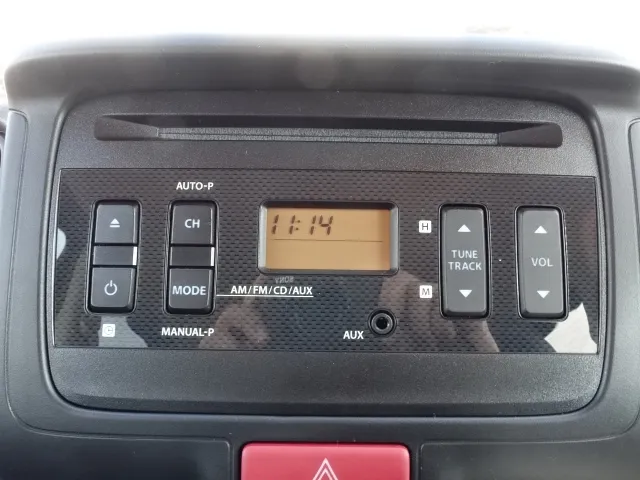 AUTO-P
CH
11:14
H
TUNE
TRACK
VOL
MODE
AM/FM/CD/AUX
M
MANUAL-P
AUX